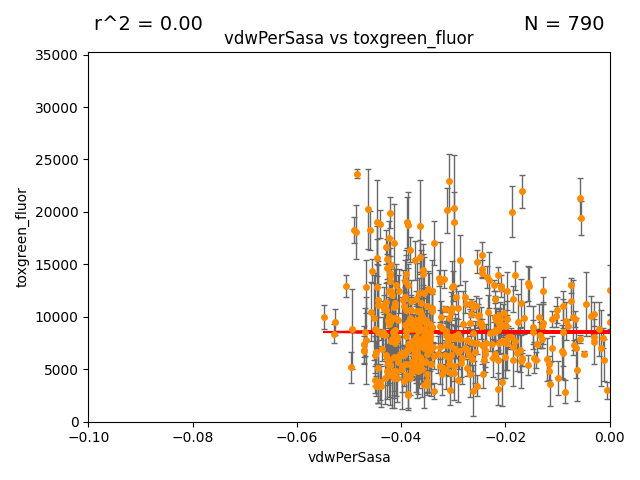 r^2 = 0.00
N = 790
vdwPerSasa vs toxgreen_fluor
35000
30000
25000
20000
15000
10000
5000
0
toxgreen_fluor
−0.10
−0.08
−0.06
−0.04
−0.02
0.00
vdwPerSasa